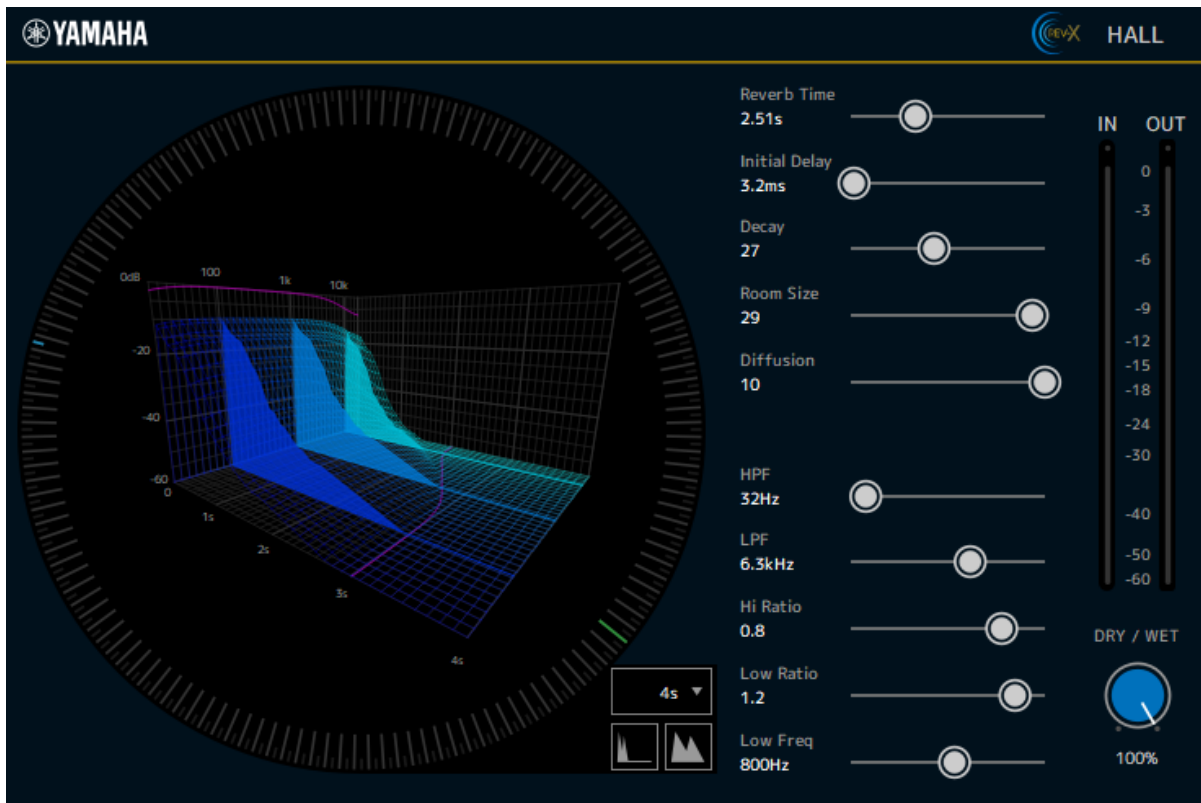 YAMAHA
REV-X HALL
Reverb Time
2.51s
Initial Delay
3.2ms
Decay
27
Room Size
29
Diffusion
10
HPF
32Hz
LPF
6.3kHz
Hi Ratio
0.8
Low Ratio
1.2
Low Freq
800Hz
IN OUT
0
-3
-6
-9
-12
-15
-18
-24
-30
-40
-50
-60
DRY / WET
100%
0dB 100 1k 10k
-20
-40
-60
0
1s
2s
3s
4s
4s